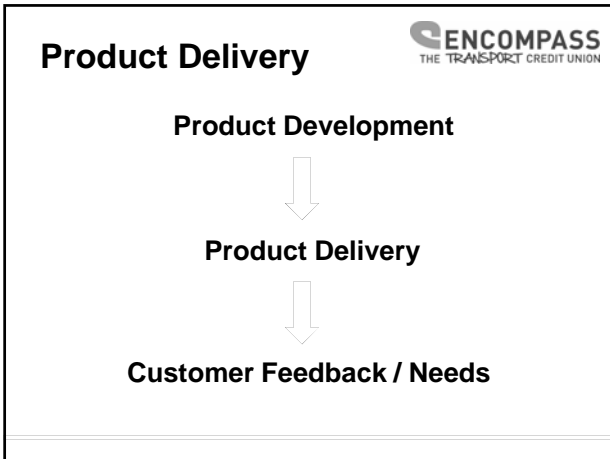 Product Delivery
ENCOMPASS
THE TRANSPORT CREDIT UNION
Product Development
Product Delivery
Customer Feedback / Needs